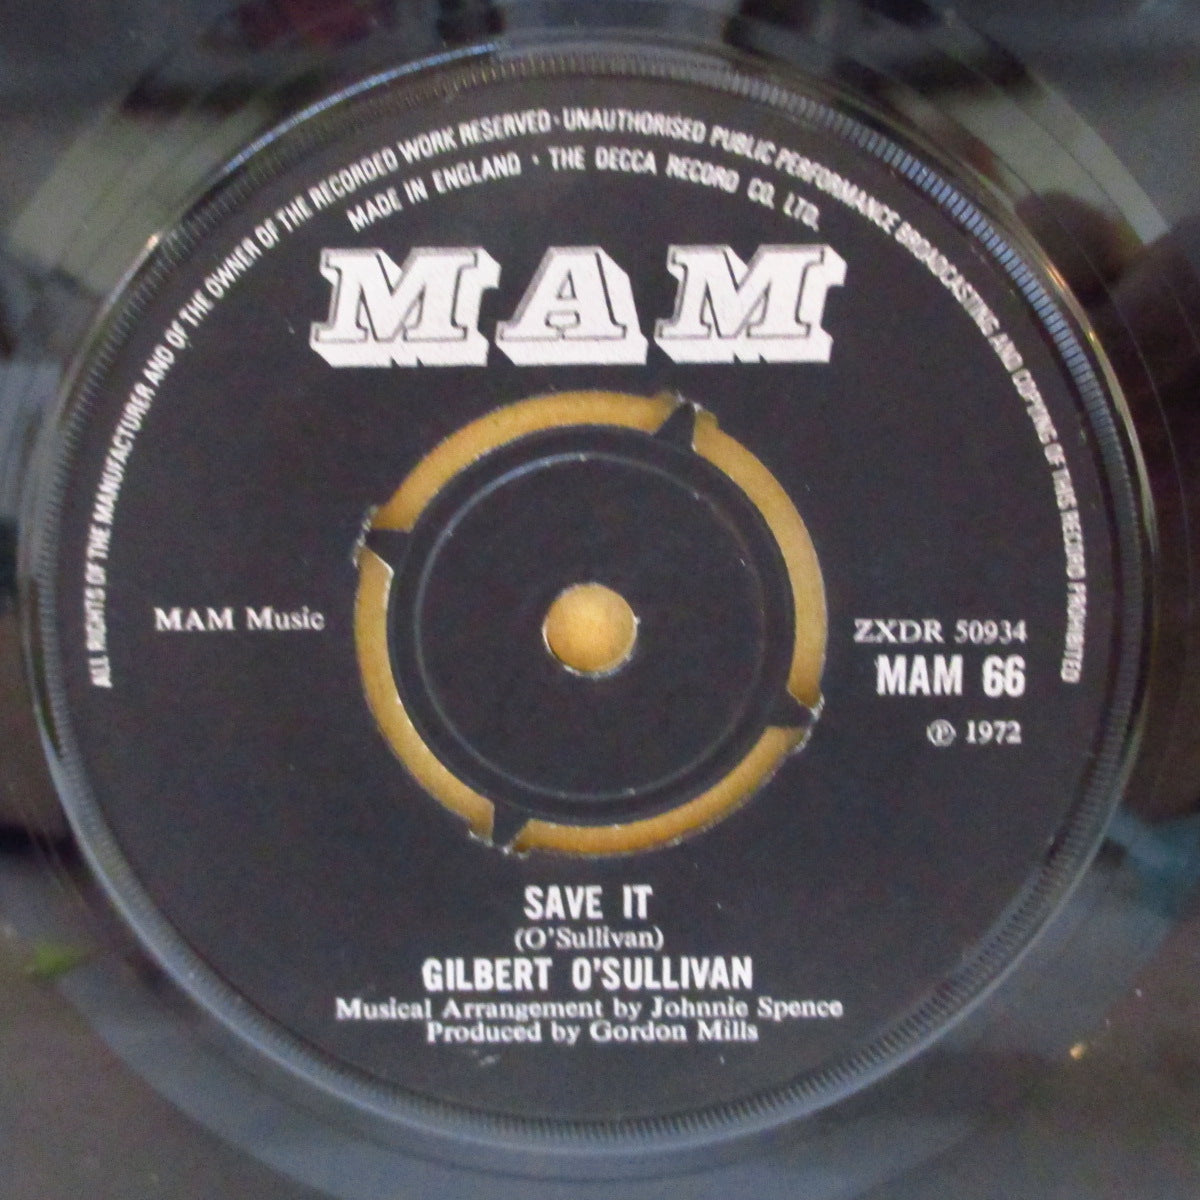 ALL RIGHTS OF THE MANUFACTURER AND OF THE OWNER OF THE RECORDED WORK RESERVED · UNAUTHORISED PUBLIC PERFORMANCE BROADCASTING AND COPYING OF THIS RECORD PROHIBITED
MADE IN ENGLAND · THE DECCA RECORD CO. LTD.
MAM
MAM Music
ZXDR 50934
MAM 66
℗ 1972
SAVE IT
(O'Sullivan)
GILBERT O'SULLIVAN
Musical Arrangement by Johnnie Spence
Produced by Gordon Mills